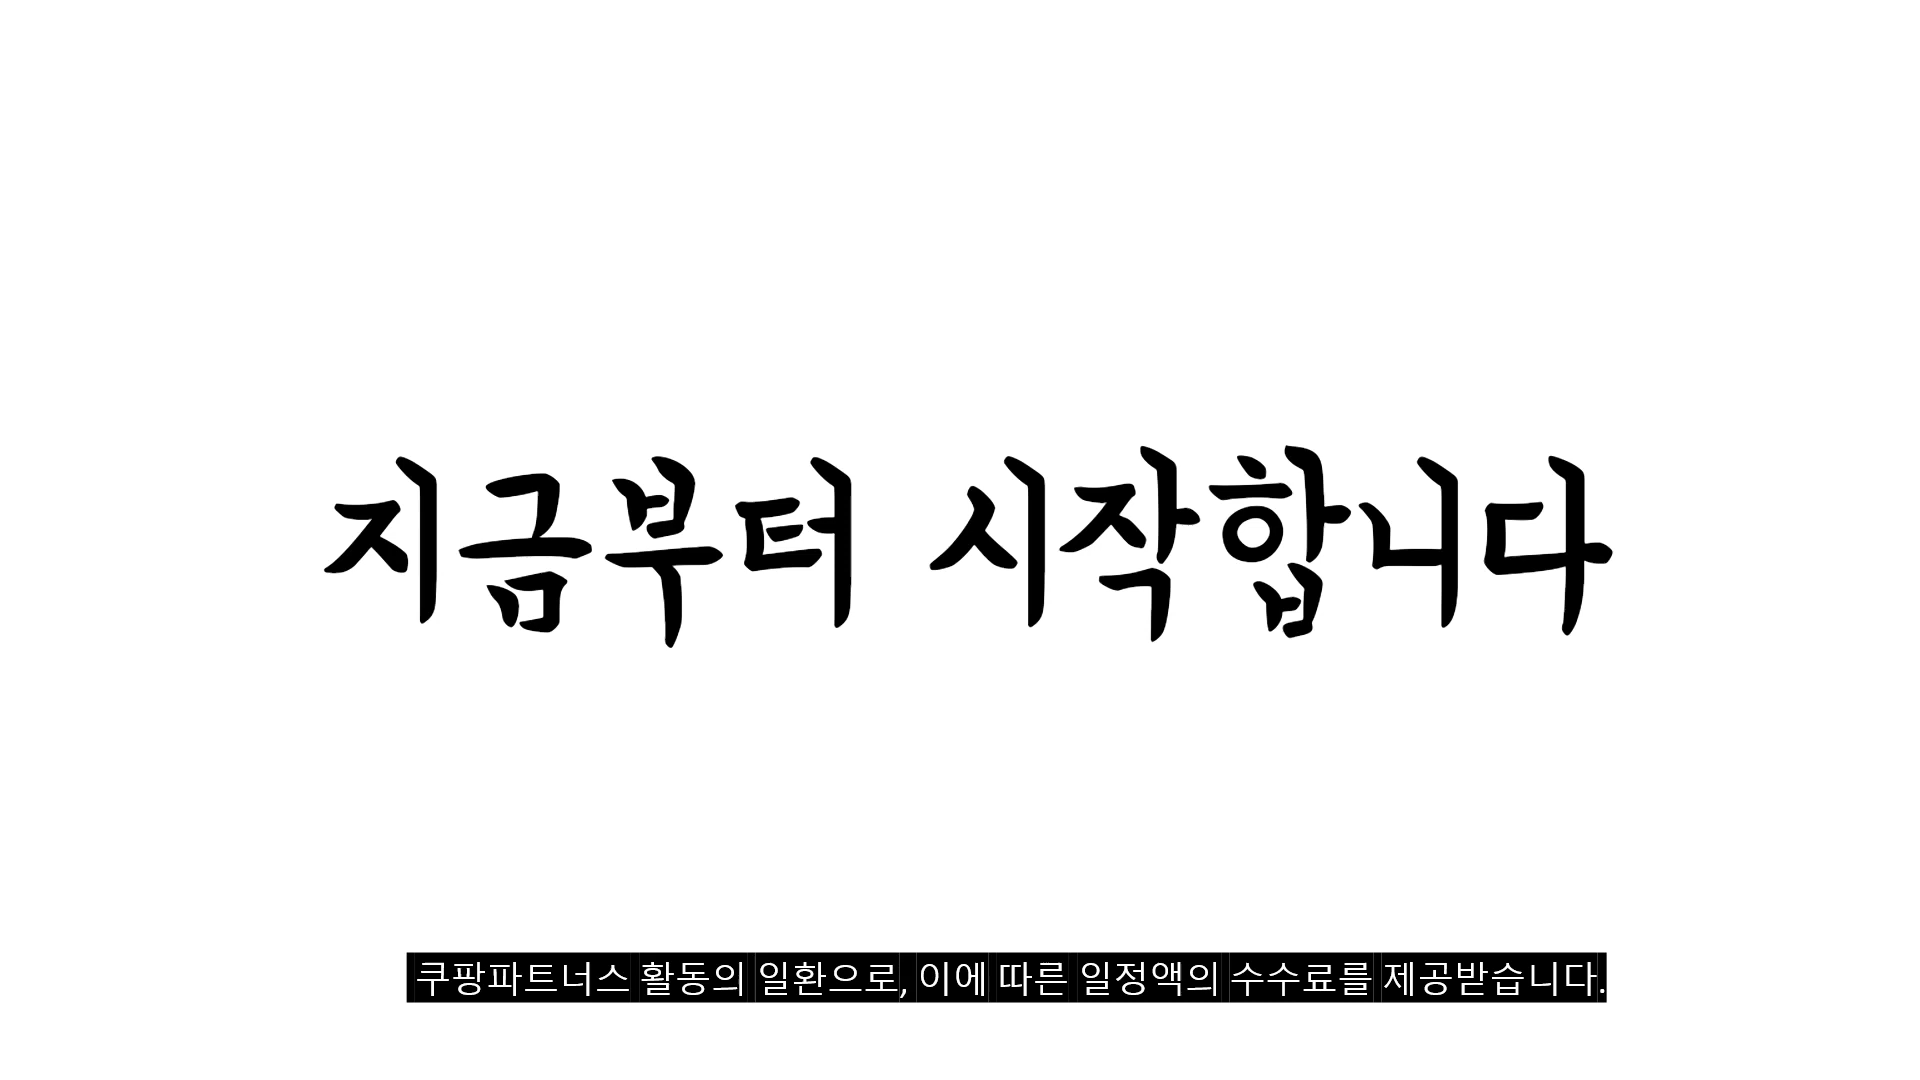 지금부터 시작합니다
쿠팡파트너스 활동의 일환으로, 이에 따른 일정액의 수수료를 제공받습니다.